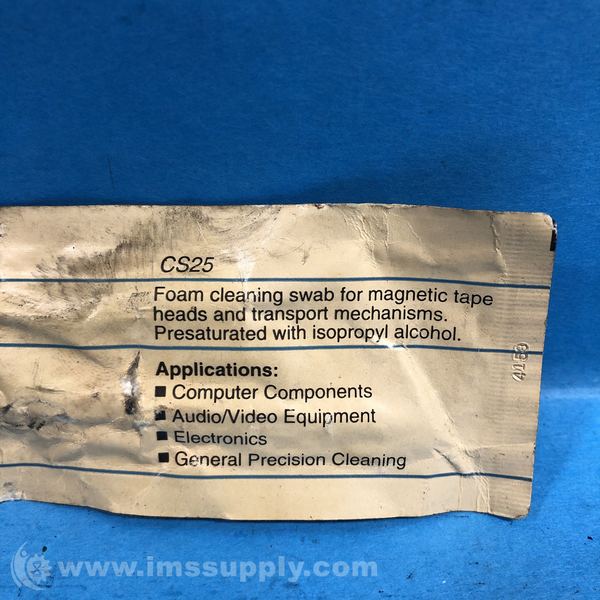 CS25
Foam cleaning swab for magnetic tape
heads and transport mechanisms.
Presaturated with isopropyl alcohol.
Applications:
■ Computer Components
■ Audio/Video Equipment
■ Electronics
■ General Precision Cleaning
4153
www.imssupply.com